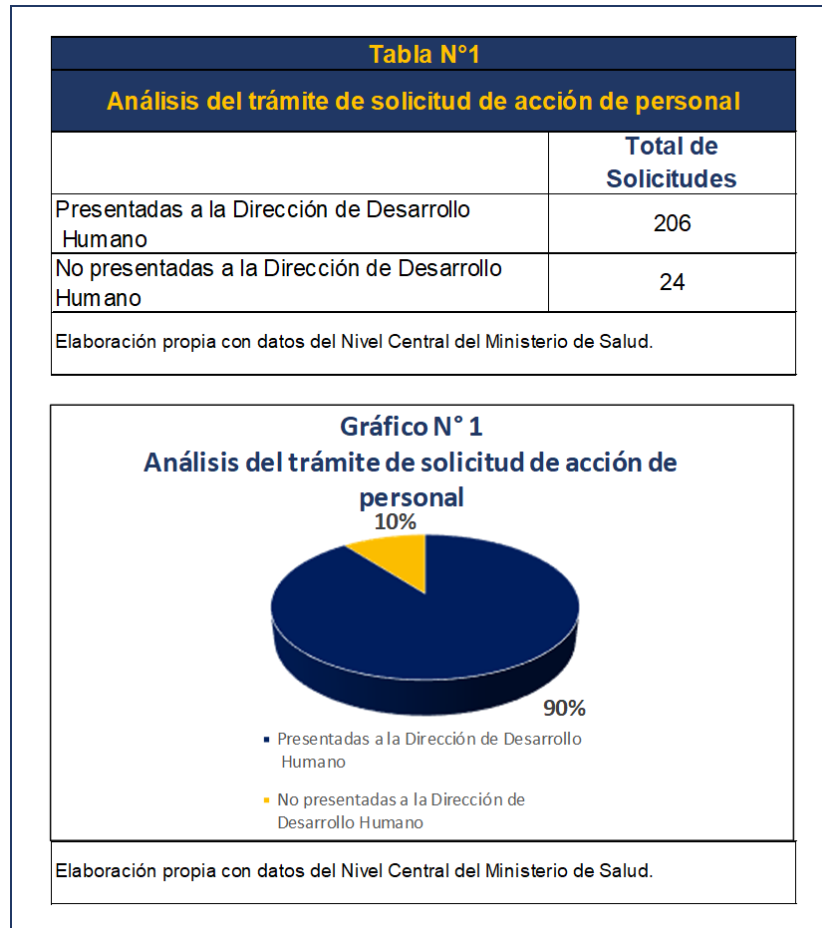 Tabla N°1
Análisis del trámite de solicitud de acción de personal
Total de
Solicitudes
Presentadas a la Dirección de Desarrollo
Humano
206
No presentadas a la Dirección de Desarrollo
Humano
24
Elaboración propia con datos del Nivel Central del Ministerio de Salud.
Gráfico N° 1
Análisis del trámite de solicitud de acción de
personal
10%
90%
Presentadas a la Dirección de Desarrollo
Humano
No presentadas a la Dirección de
Desarrollo Humano
Elaboración propia con datos del Nivel Central del Ministerio de Salud.